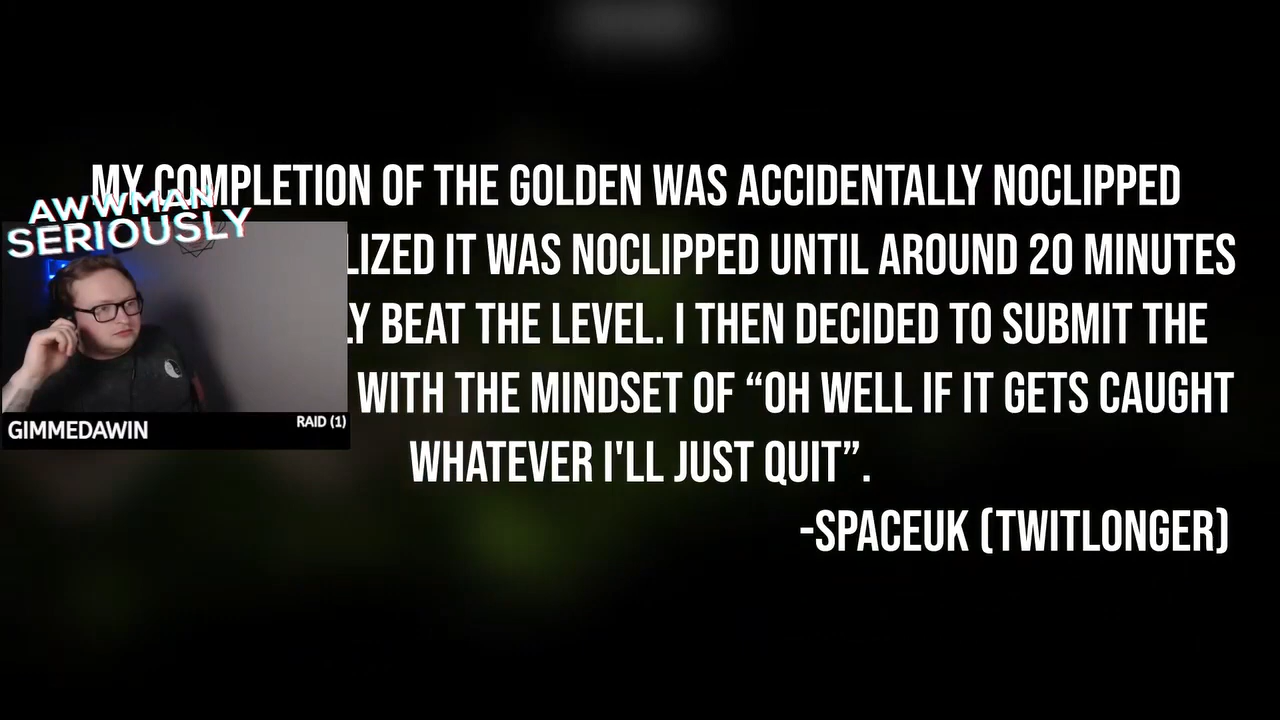 MY COMPLETION OF THE GOLDEN WAS ACCIDENTALLY NOCLIPPED
AWWMAN
SERIOUSLY
IT WAS NOCLIPPED UNTIL AROUND 20 MINUTES
BEAT THE LEVEL. I THEN DECIDED TO SUBMIT THE
WITH THE MINDSET OF “OH WELL IF IT GETS CAUGHT
RAID (1)
GIMMEDAWIN
WHATEVER I'LL JUST QUIT”.
-SPACEUK (TWITLONGER)